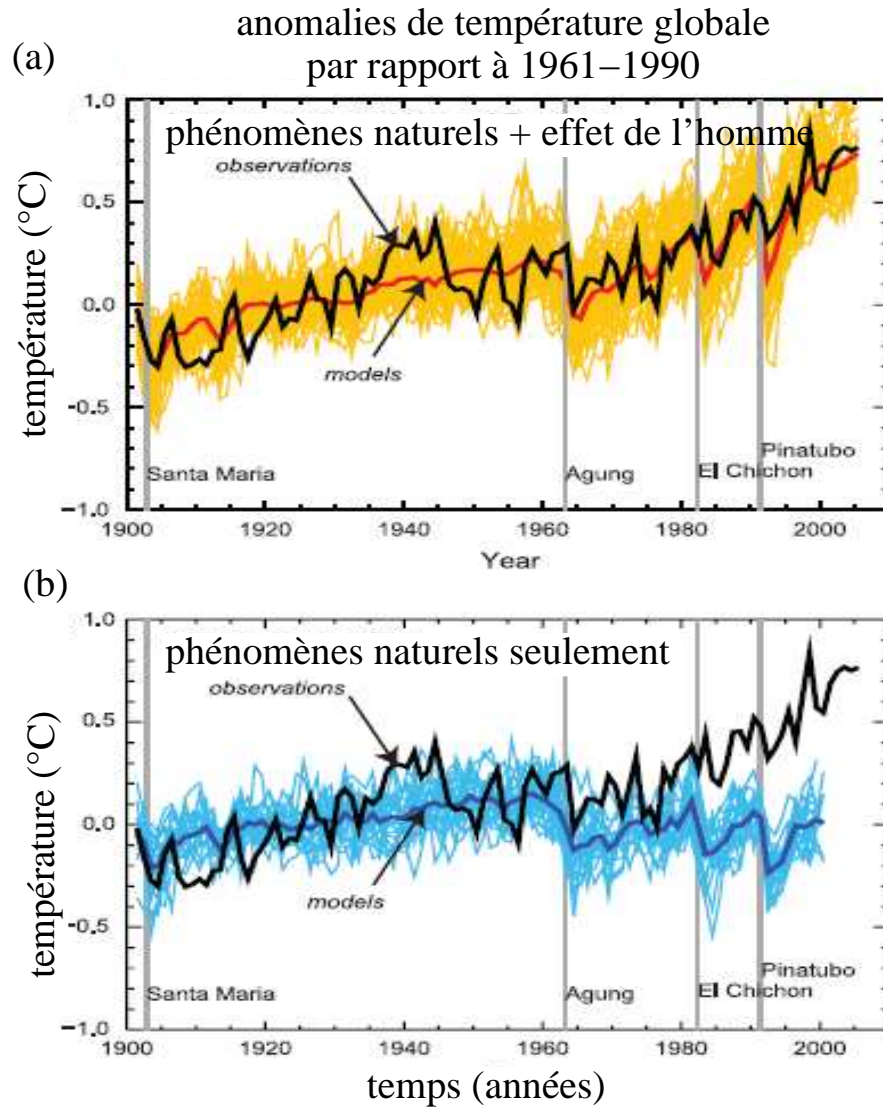 anomalies de température globale
par rapport à 1961–1990
(a)
1.0
0.5
0.0
−0.5
−1.0
température (°C)
phénomènes naturels + effet de l'homme
observations
models
Santa Maria
Agung
El Chichon
Pinatubo
1900 1920 1940 1960 1980 2000
Year
(b)
1.0
0.5
0.0
−0.5
−1.0
température (°C)
phénomènes naturels seulement
observations
models
Santa Maria
Agung
El Chichon
Pinatubo
1900 1920 1940 1960 1980 2000
temps (années)